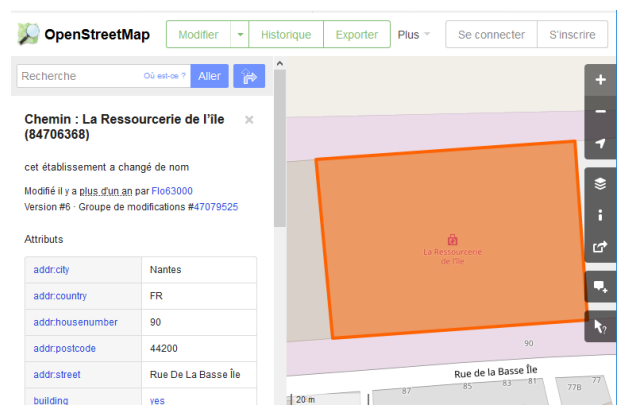 OpenStreetMap
Modifier
Historique
Exporter
Plus
Se connecter
S'inscrire
Recherche
Où est-ce ?
Aller
Chemin : La Ressourcerie de l'île
(84706368)
cet établissement a changé de nom
Modifié il y a plus d'un an par Flo63000
Version #6 · Groupe de modifications #47079525
Attributs
addr:city Nantes
addr:country FR
addr:housenumber 90
addr:postcode 44200
addr:street Rue De La Basse Île
building yes
La Ressourcerie
de l'île
90
Rue de la Basse Île
87
85
83
81
77B
77
20 m